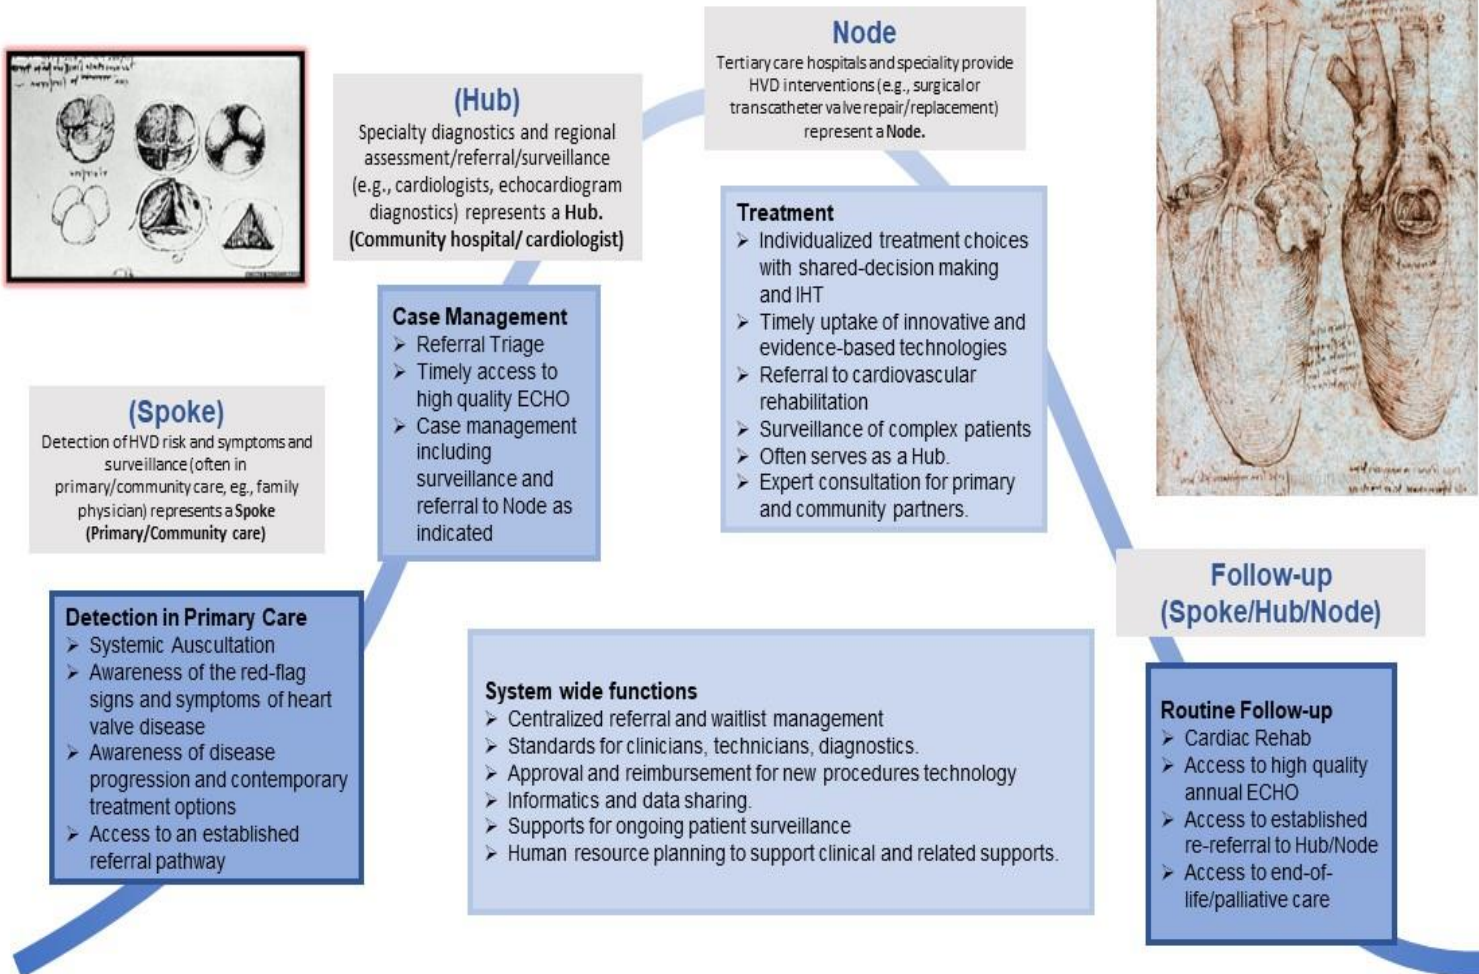 (Spoke)
Detection of HVD risk and symptoms and
surveillance (often in
primary/community care, eg., family
physician) represents a Spoke
(Primary/Community care)
Detection in Primary Care
➤ Systemic Auscultation
➤ Awareness of the red-flag
signs and symptoms of heart
valve disease
➤ Awareness of disease
progression and contemporary
treatment options
➤ Access to an established
referral pathway
(Hub)
Specialty diagnostics and regional
assessment/referral/surveillance
(e.g., cardiologists, echocardiogram
diagnostics) represents a Hub.
(Community hospital/ cardiologist)
Case Management
➤ Referral Triage
➤ Timely access to
high quality ECHO
➤ Case management
including
surveillance and
referral to Node as
indicated
Node
Tertiary care hospitals and speciality provide
HVD interventions (e.g., surgical or
transcatheter valve repair/replacement)
represent a Node.
Treatment
➤ Individualized treatment choices
with shared-decision making
and IHT
➤ Timely uptake of innovative and
evidence-based technologies
➤ Referral to cardiovascular
rehabilitation
➤ Surveillance of complex patients
➤ Often serves as a Hub.
➤ Expert consultation for primary
and community partners.
System wide functions
➤ Centralized referral and waitlist management
➤ Standards for clinicians, technicians, diagnostics.
➤ Approval and reimbursement for new procedures technology
➤ Informatics and data sharing.
➤ Supports for ongoing patient surveillance
➤ Human resource planning to support clinical and related supports.
Follow-up
(Spoke/Hub/Node)
Routine Follow-up
➤ Cardiac Rehab
➤ Access to high quality
annual ECHO
➤ Access to established
re-referral to Hub/Node
➤ Access to end-of-
life/palliative care